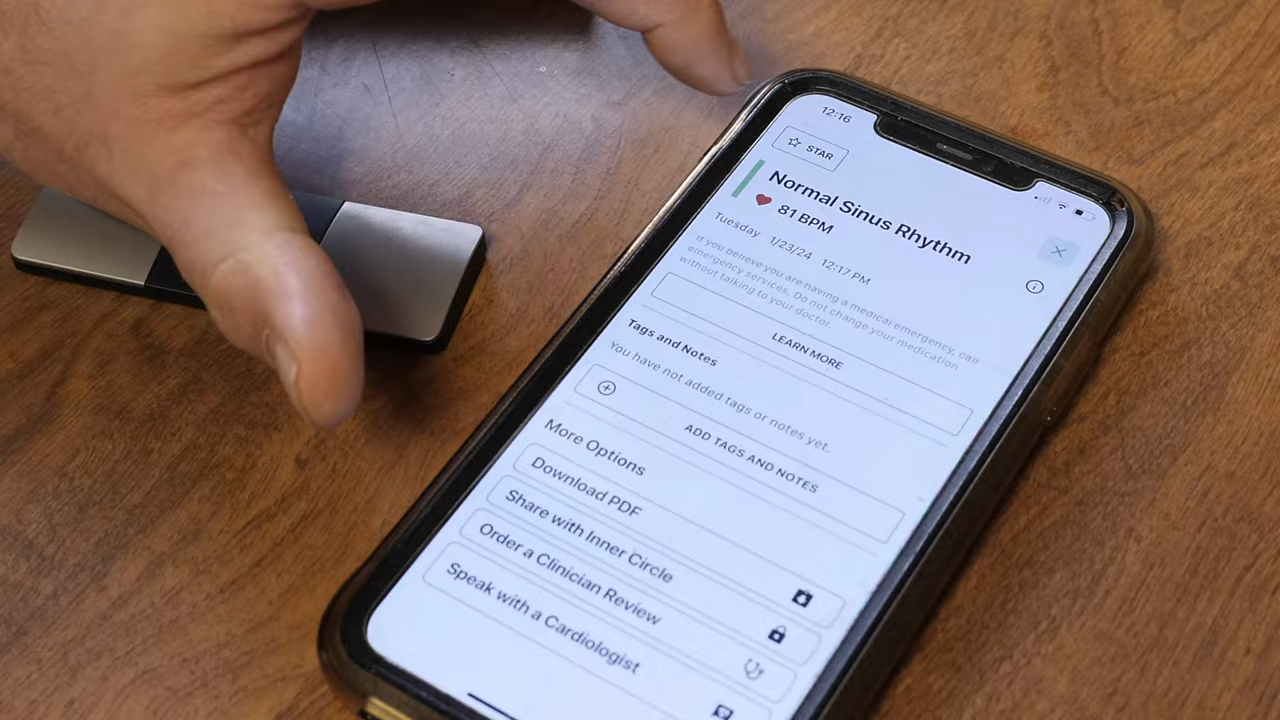 12:16
STAR
Normal Sinus Rhythm
81 BPM
Tuesday 1/23/24 12:17 PM
If you believe you are having a medical emergency, call
emergency services. Do not change your medication
without talking to your doctor.
LEARN MORE
Tags and Notes
You have not added tags or notes yet.
ADD TAGS AND NOTES
More Options
Download PDF
Share with Inner Circle
Order a Clinician Review
Speak with a Cardiologist